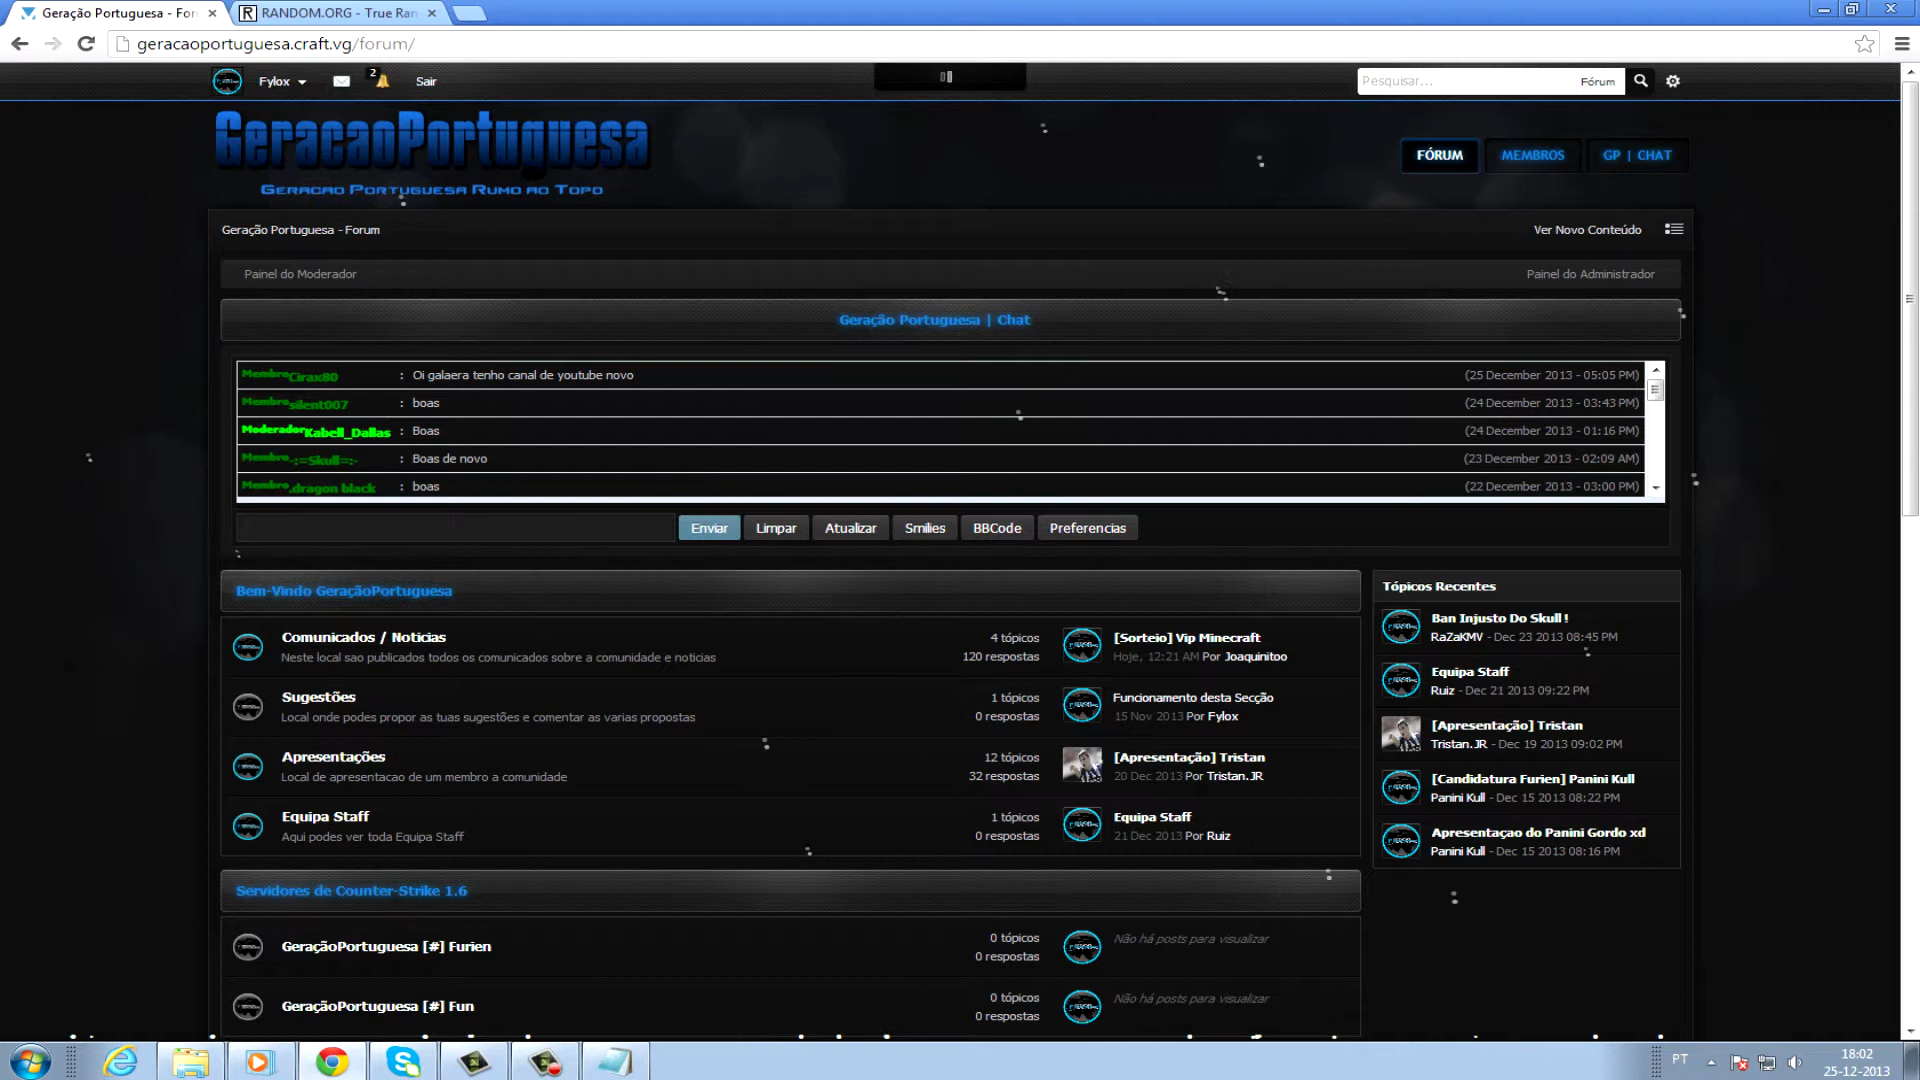 Geração Portuguesa - For
RANDOM.ORG - True Ran
geracaoportuguesa.craft.vg/forum/
Fylox
2
Sair
Pesquisar...
Fórum
GeracaoPortuguesa
Geracao Portuguesa Rumo ao Topo
FÓRUM
MEMBROS
GP | CHAT
Geração Portuguesa - Forum
Ver Novo Conteúdo
Painel do Moderador
Painel do Administrador
Geração Portuguesa | Chat
Membro Cirax80 : Oi galaera tenho canal de youtube novo (25 December 2013 - 05:05 PM)
Membro silent007 : boas (24 December 2013 - 03:43 PM)
Moderador Kabell_Dallas : Boas (24 December 2013 - 01:16 PM)
Membro -:=Skull=:- : Boas de novo (23 December 2013 - 02:09 AM)
Membro .dragon black : boas (22 December 2013 - 03:00 PM)
Enviar
Limpar
Atualizar
Smilies
BBCode
Preferencias
Bem-Vindo GeraçãoPortuguesa
Comunicados / Noticias
Neste local sao publicados todos os comunicados sobre a comunidade e noticias
4 tópicos
120 respostas
[Sorteio] Vip Minecraft
Hoje, 12:21 AM Por Joaquinitoo
Sugestões
Local onde podes propor as tuas sugestões e comentar as varias propostas
1 tópicos
0 respostas
Funcionamento desta Secção
15 Nov 2013 Por Fylox
Apresentações
Local de apresentacao de um membro a comunidade
12 tópicos
32 respostas
[Apresentação] Tristan
20 Dec 2013 Por Tristan.JR
Equipa Staff
Aqui podes ver toda Equipa Staff
1 tópicos
0 respostas
Equipa Staff
21 Dec 2013 Por Ruiz
Tópicos Recentes
Ban Injusto Do Skull !
RaZaKMV - Dec 23 2013 08:45 PM
Equipa Staff
Ruiz - Dec 21 2013 09:22 PM
[Apresentação] Tristan
Tristan.JR - Dec 19 2013 09:02 PM
[Candidatura Furien] Panini Kull
Panini Kull - Dec 15 2013 08:22 PM
Apresentaçao do Panini Gordo xd
Panini Kull - Dec 15 2013 08:16 PM
Servidores de Counter-Strike 1.6
GeraçãoPortuguesa [#] Furien
0 tópicos
0 respostas
Não há posts para visualizar
GeraçãoPortuguesa [#] Fun
0 tópicos
0 respostas
Não há posts para visualizar
PT
18:02
25-12-2013